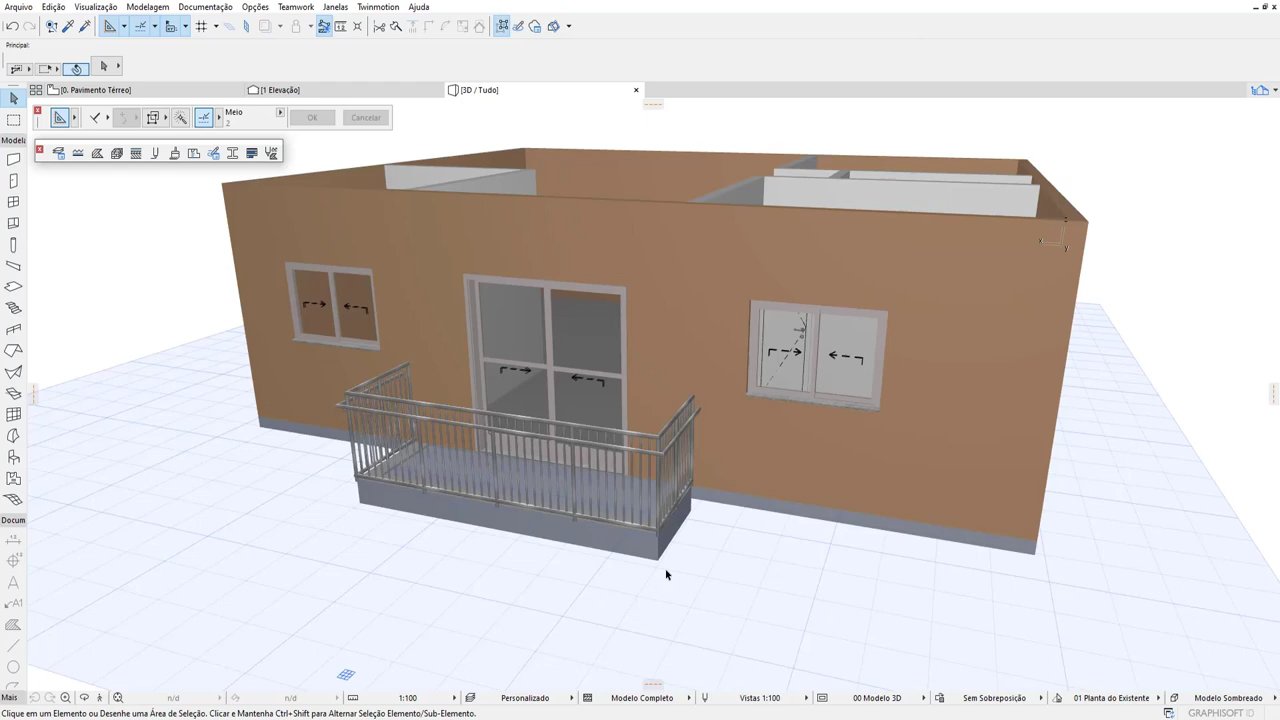 Arquivo Edição Visualização Modelagem Documentação Opções Teamwork Janelas Twinmotion Ajuda
Principal:
[0. Pavimento Térreo] [1 Elevação] [3D / Tudo]
Meio
2
OK Cancelar
Modela
Docum
A
A1
Mais n/d n/d 1:100 Personalizado Modelo Completo Vistas 1:100 00 Modelo 3D Sem Sobreposição 01 Planta do Existente Modelo Sombreado
Clique em um Elemento ou Desenhe uma Área de Seleção. Clicar e Mantenha Ctrl+Shift para Alternar Seleção Elemento/Sub-Elemento.
GRAPHISOFT ID